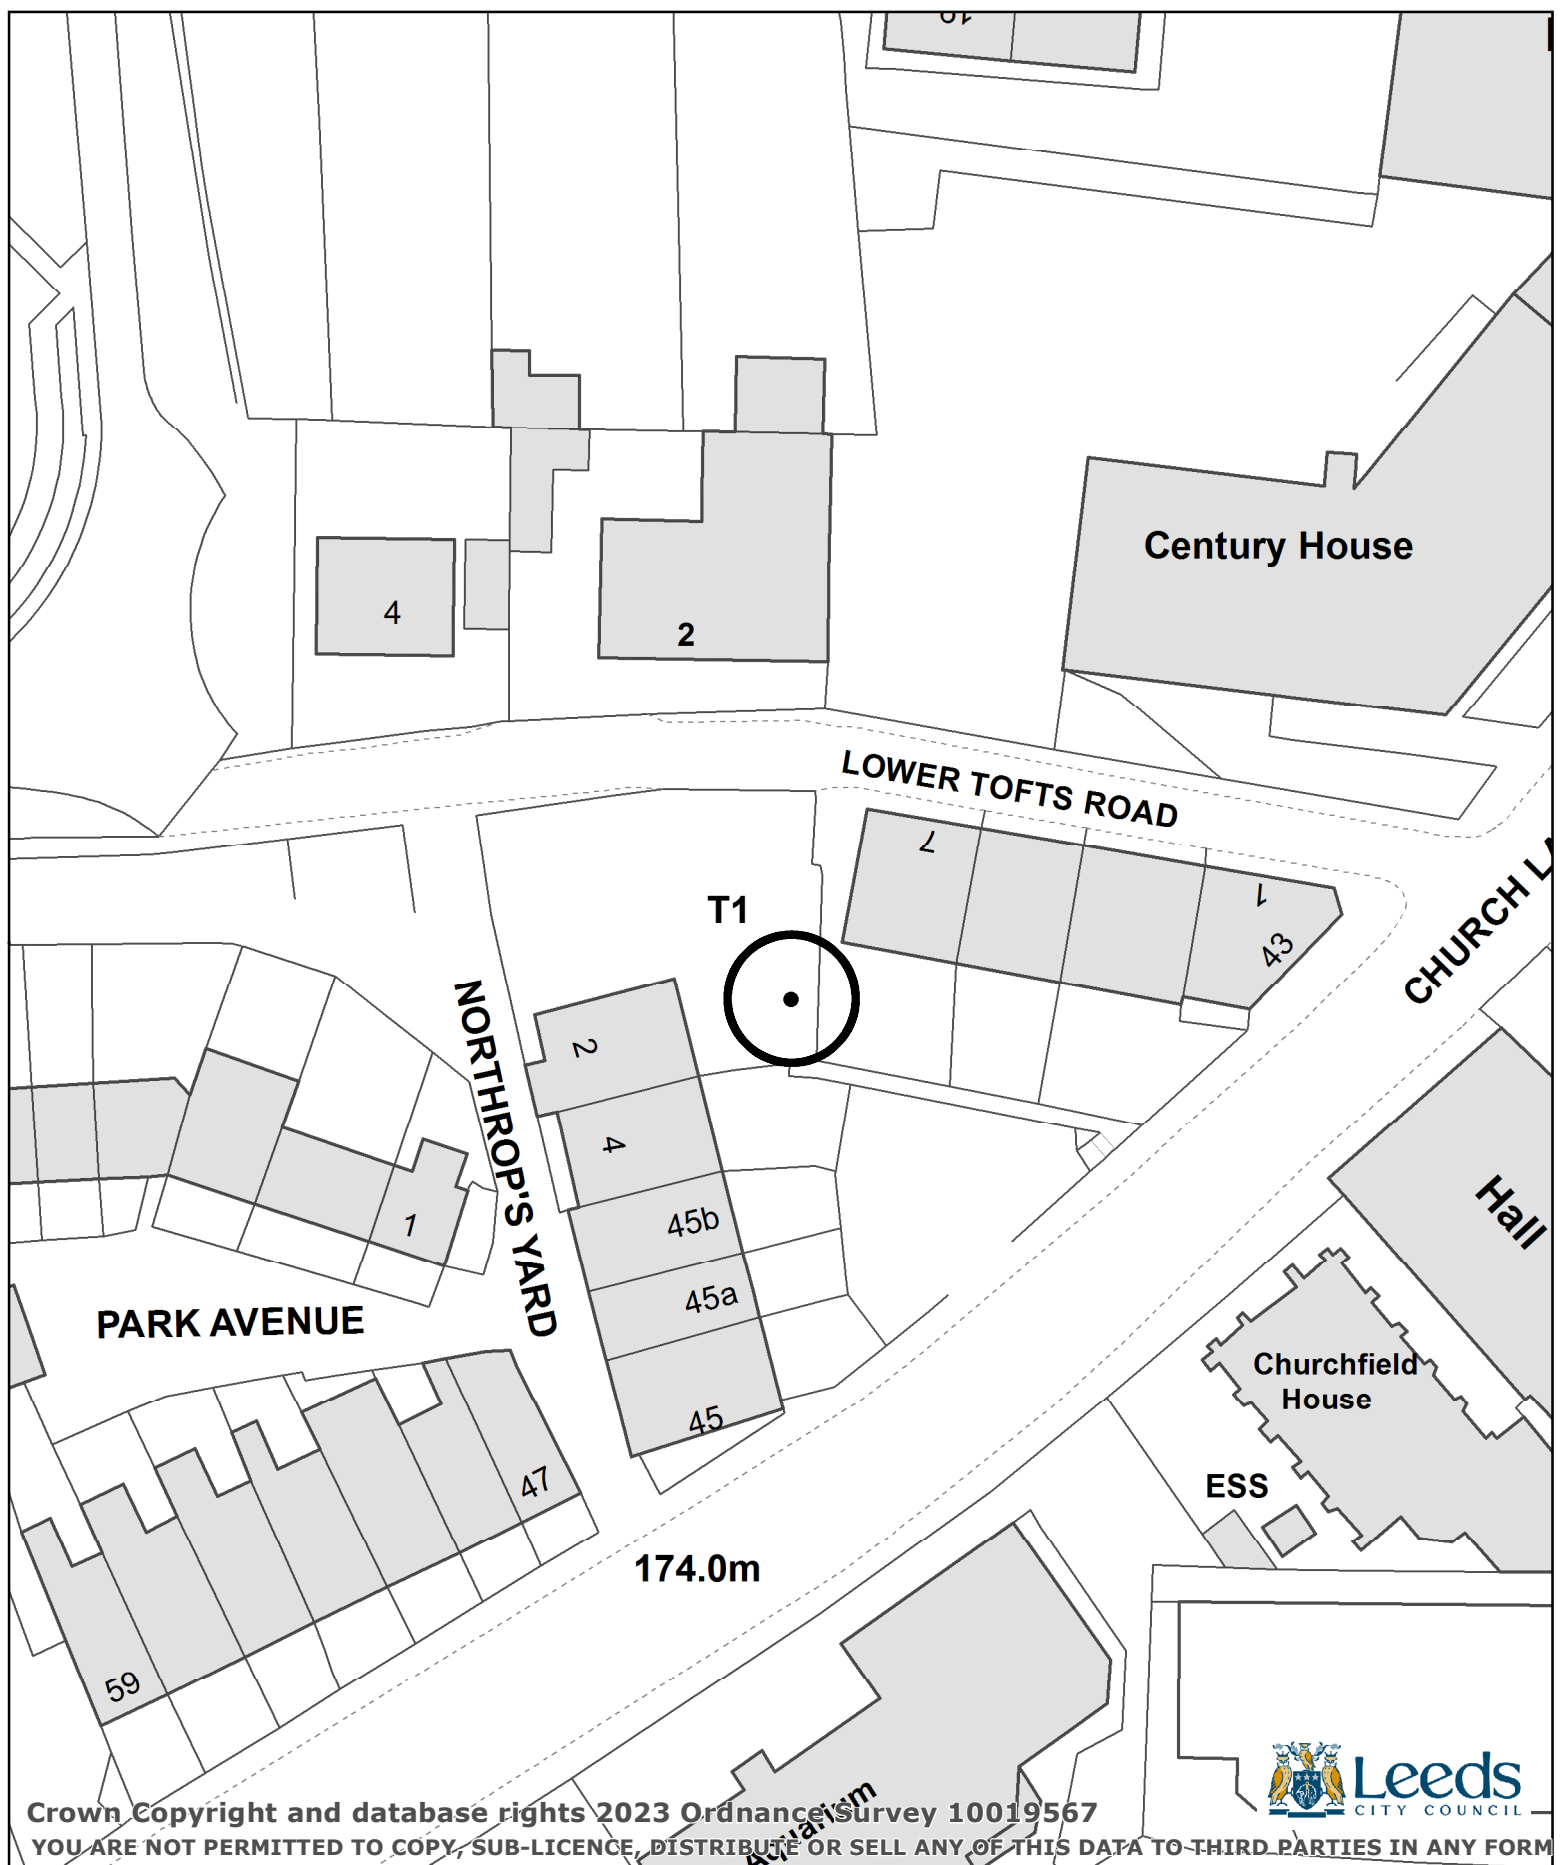 Century House
4
2
LOWER TOFTS ROAD
7
1
43
T1
CHURCH
NORTHROP'S YARD
2
4
45b
45a
45
1
PARK AVENUE
Hall
Churchfield
House
ESS
47
59
174.0m
Aquarium
Leeds
CITY COUNCIL
Crown Copyright and database rights 2023 Ordnance Survey 10019567
YOU ARE NOT PERMITTED TO COPY, SUB-LICENCE, DISTRIBUTE OR SELL ANY OF THIS DATA TO THIRD PARTIES IN ANY FORM